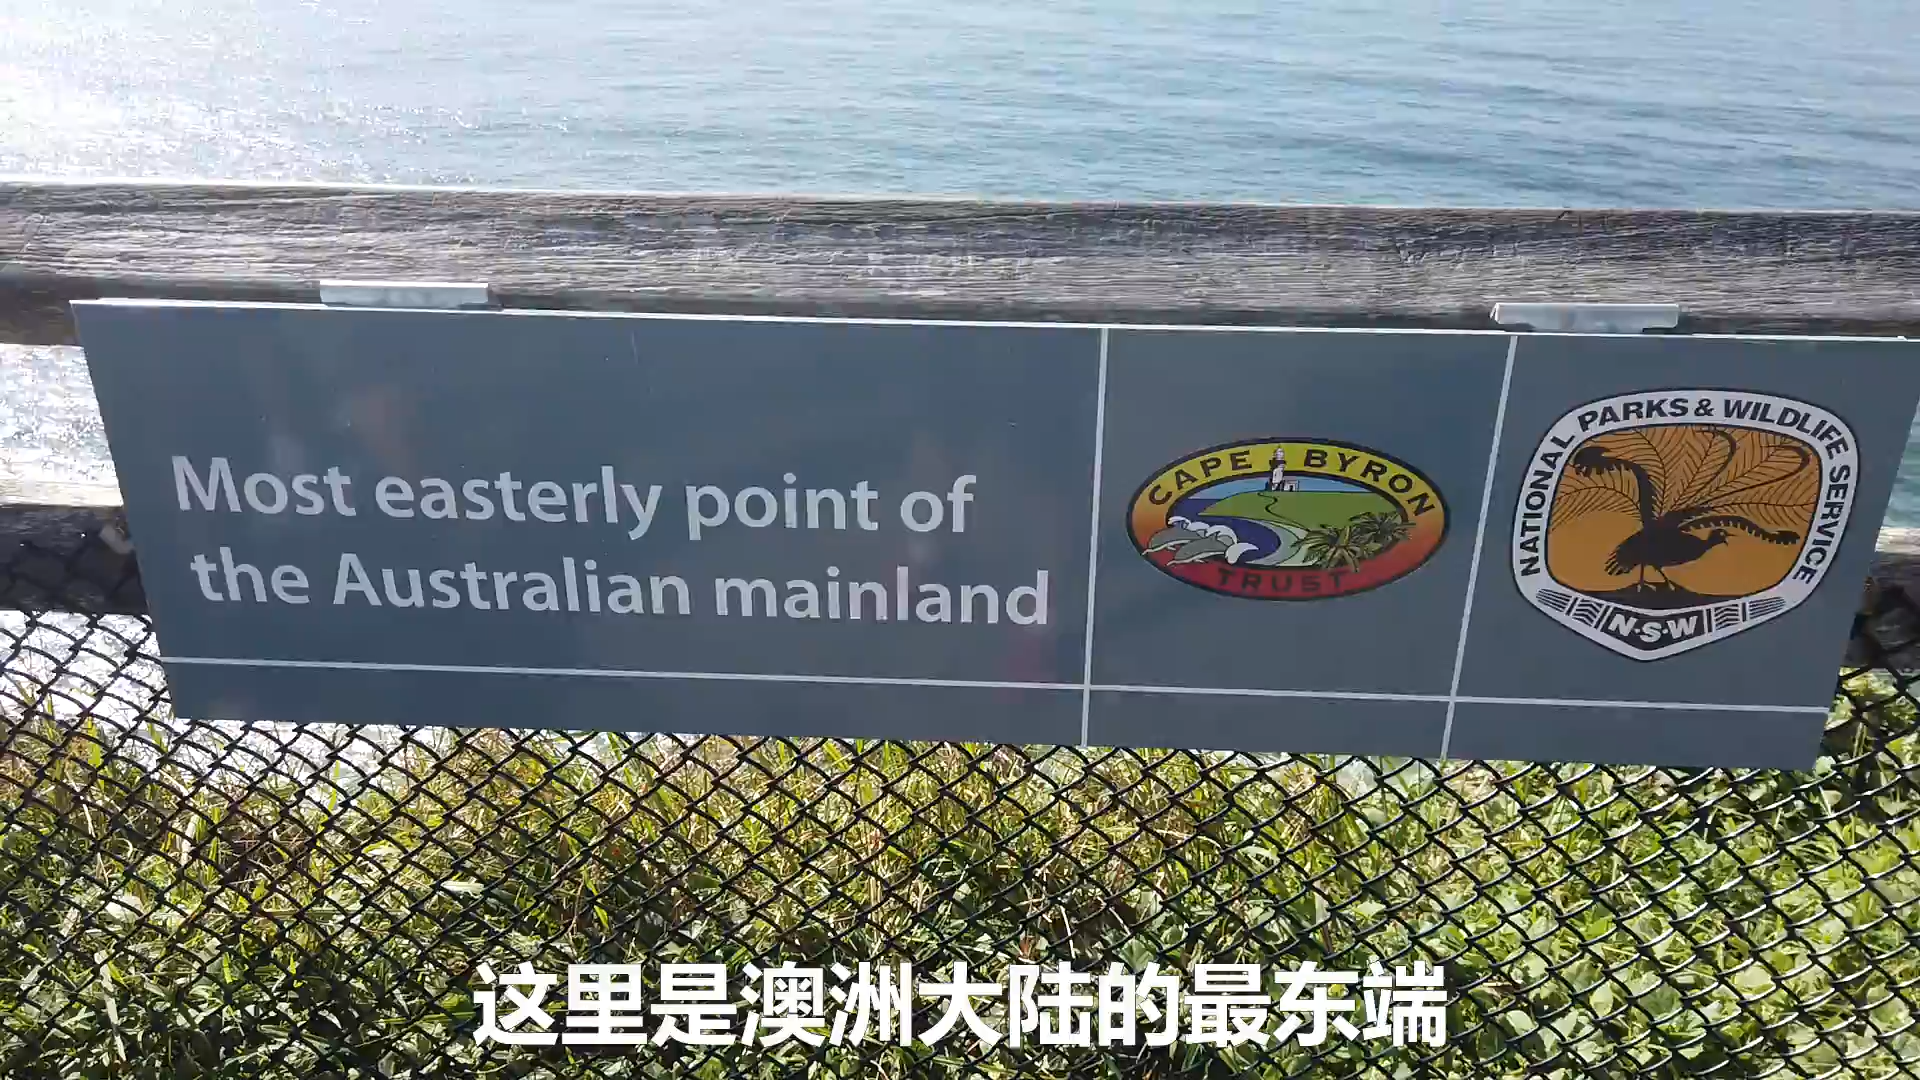 Most easterly point of
the Australian mainland
CAPE BYRON
TRUST
NATIONAL PARKS & WILDLIFE SERVICE
N·S·W
这里是澳洲大陆的最东端